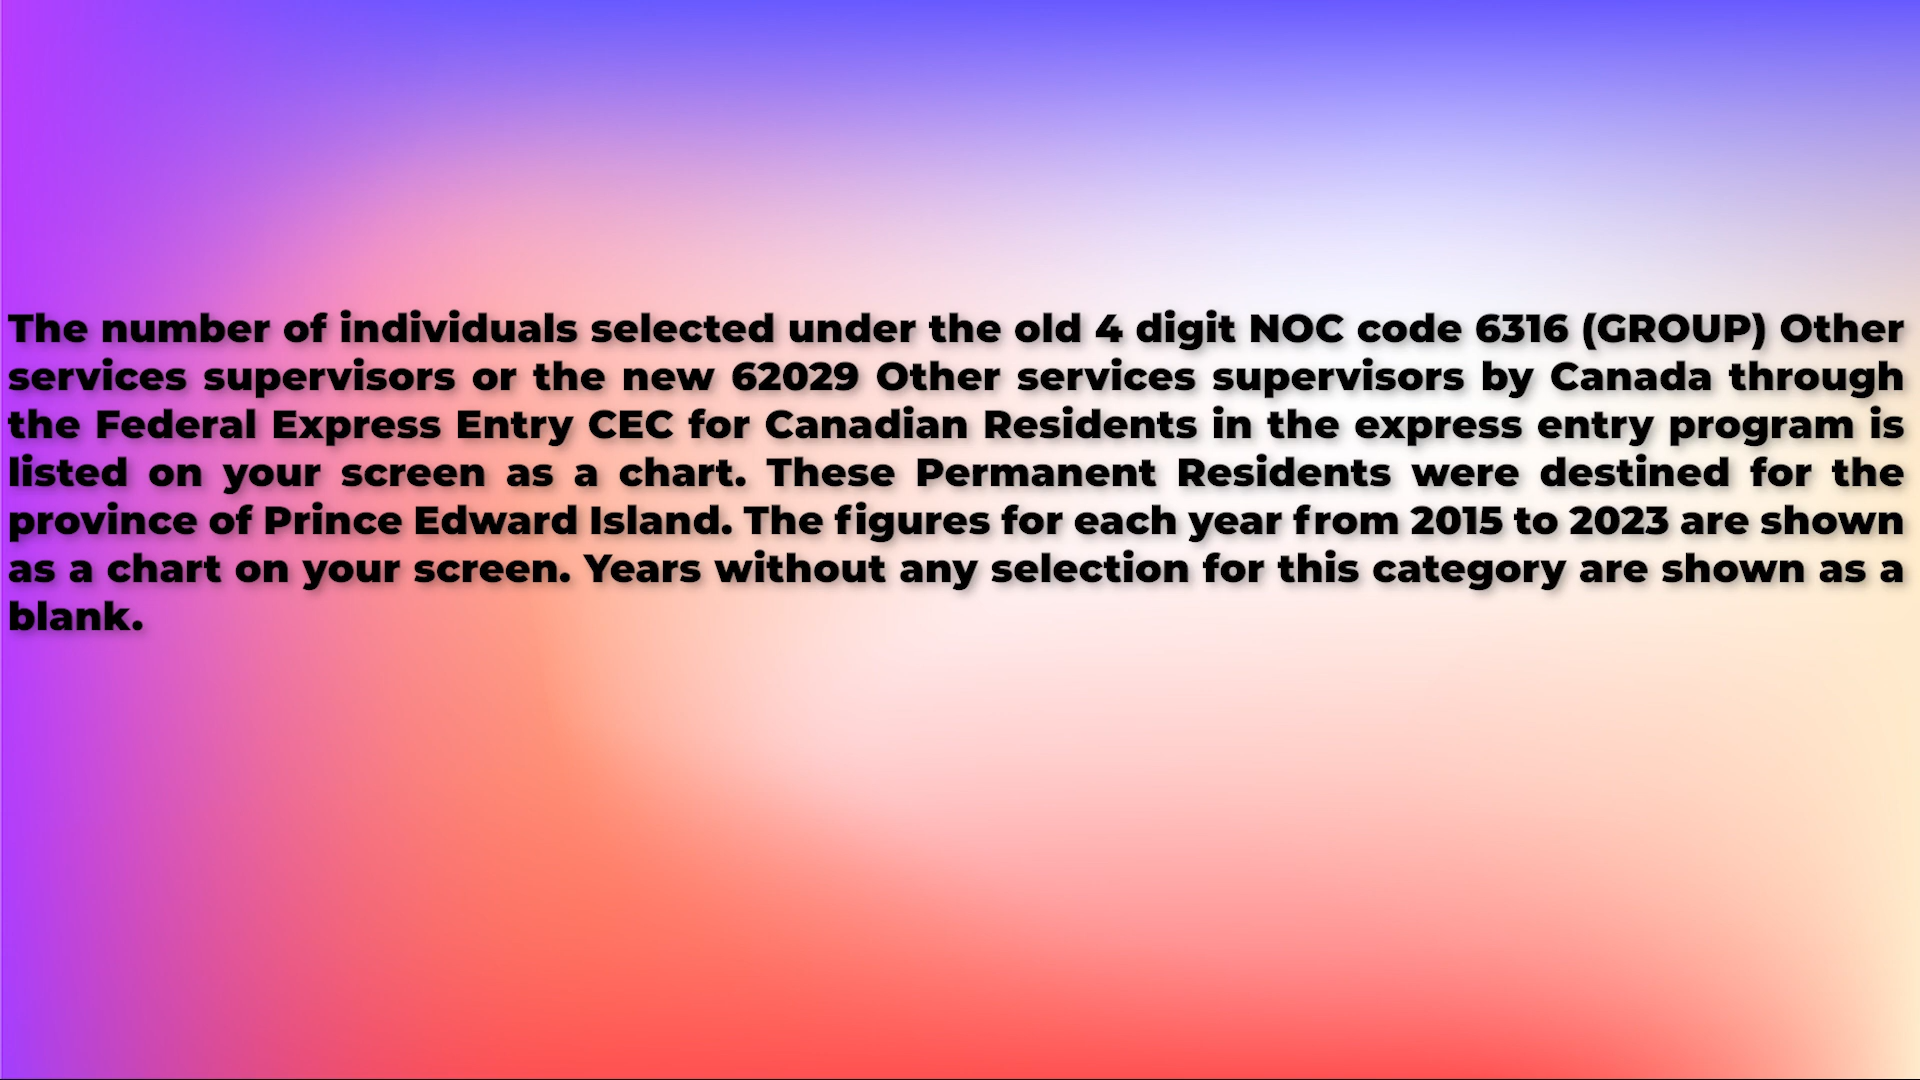 The number of individuals selected under the old 4 digit NOC code 6316 (GROUP) Other
services supervisors or the new 62029 Other services supervisors by Canada through
the Federal Express Entry CEC for Canadian Residents in the express entry program is
listed on your screen as a chart. These Permanent Residents were destined for the
province of Prince Edward Island. The figures for each year from 2015 to 2023 are shown
as a chart on your screen. Years without any selection for this category are shown as a
blank.